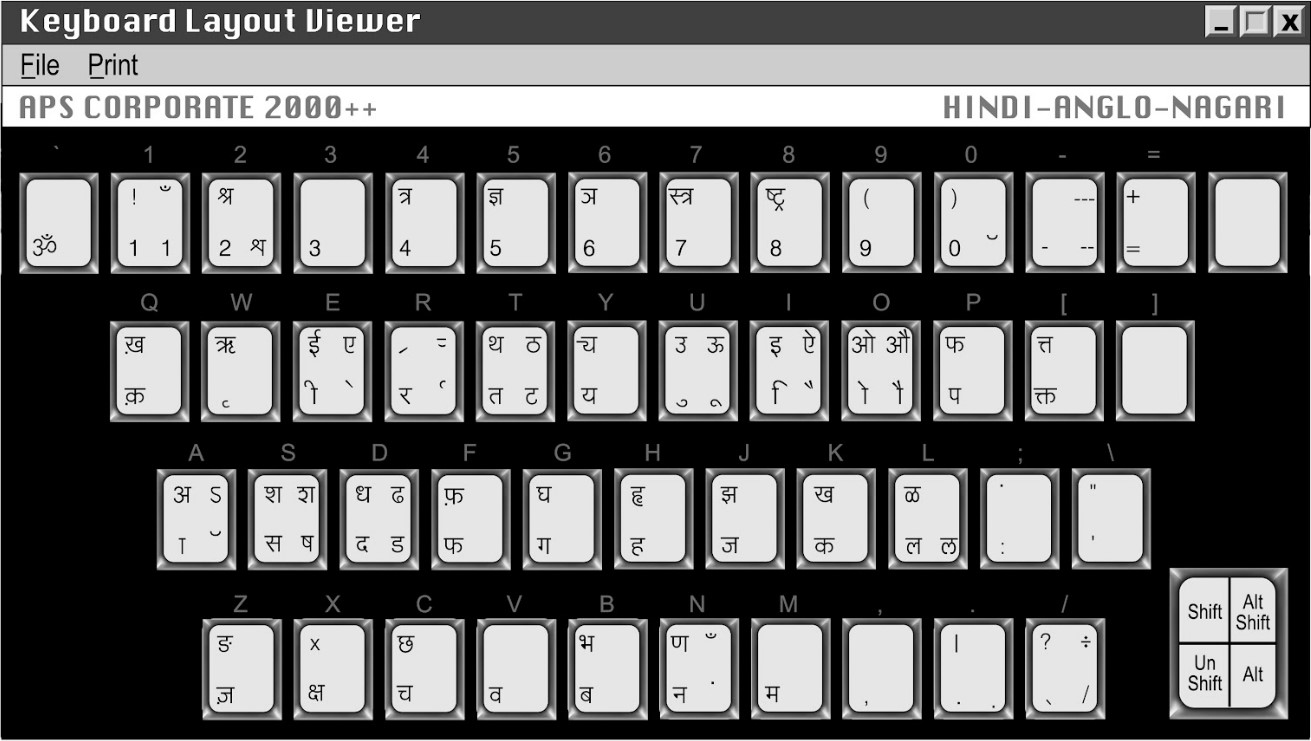 Keyboard Layout Viewer
File Print
APS CORPORATE 2000++ HINDI-ANGLO-NAGARI
` 1 2 3 4 5 6 7 8 9 0 - =
! ँ श्र त्र ज्ञ ञ स्त्र ष्ट्र ( ) --- +
ॐ 1 1 2 श्व 3 4 5 6 7 8 9 0 - -- =
Q W E R T Y U I O P [ ]
ख़ ऋ ई ए थ ठ च उ ऊ इ ऐ ओ औ फ त्त
क़ ृ ी े र त ट य ु ू ि ै ो ौ प क्त
A S D F G H J K L ; \
अ ऽ श श ध ढ फ़ घ हृ झ ख ळ "
ा ॅ स ष द ड फ ग ह ज क ल ल : '
Z X C V B N M , . /
ङ x छ भ ण ँ | ? ÷
ज़ क्ष च व ब न ं म , . . ् /
Shift Alt Shift
Un Shift Alt